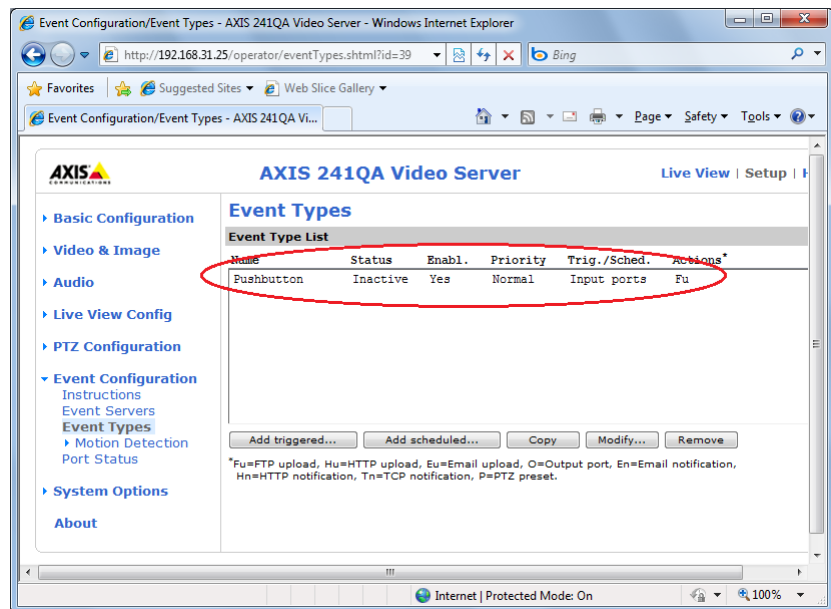 Event Configuration/Event Types - AXIS 241QA Video Server - Windows Internet Explorer
http://192.168.31.25/operator/eventTypes.shtml?id=39
Bing
Favorites Suggested Sites Web Slice Gallery
Event Configuration/Event Types - AXIS 241QA Vi...
Page Safety Tools
AXIS
COMMUNICATIONS
AXIS 241QA Video Server
Live View | Setup | H
Basic Configuration
Video & Image
Audio
Live View Config
PTZ Configuration
Event Configuration
Instructions
Event Servers
Event Types
Motion Detection
Port Status
System Options
About
Event Types
Event Type List
Name Status Enabl. Priority Trig./Sched. Actions*
Pushbutton Inactive Yes Normal Input ports Fu
Add triggered... Add scheduled... Copy Modify... Remove
*Fu=FTP upload, Hu=HTTP upload, Eu=Email upload, O=Output port, En=Email notification,
Hn=HTTP notification, Tn=TCP notification, P=PTZ preset.
Internet | Protected Mode: On
100%